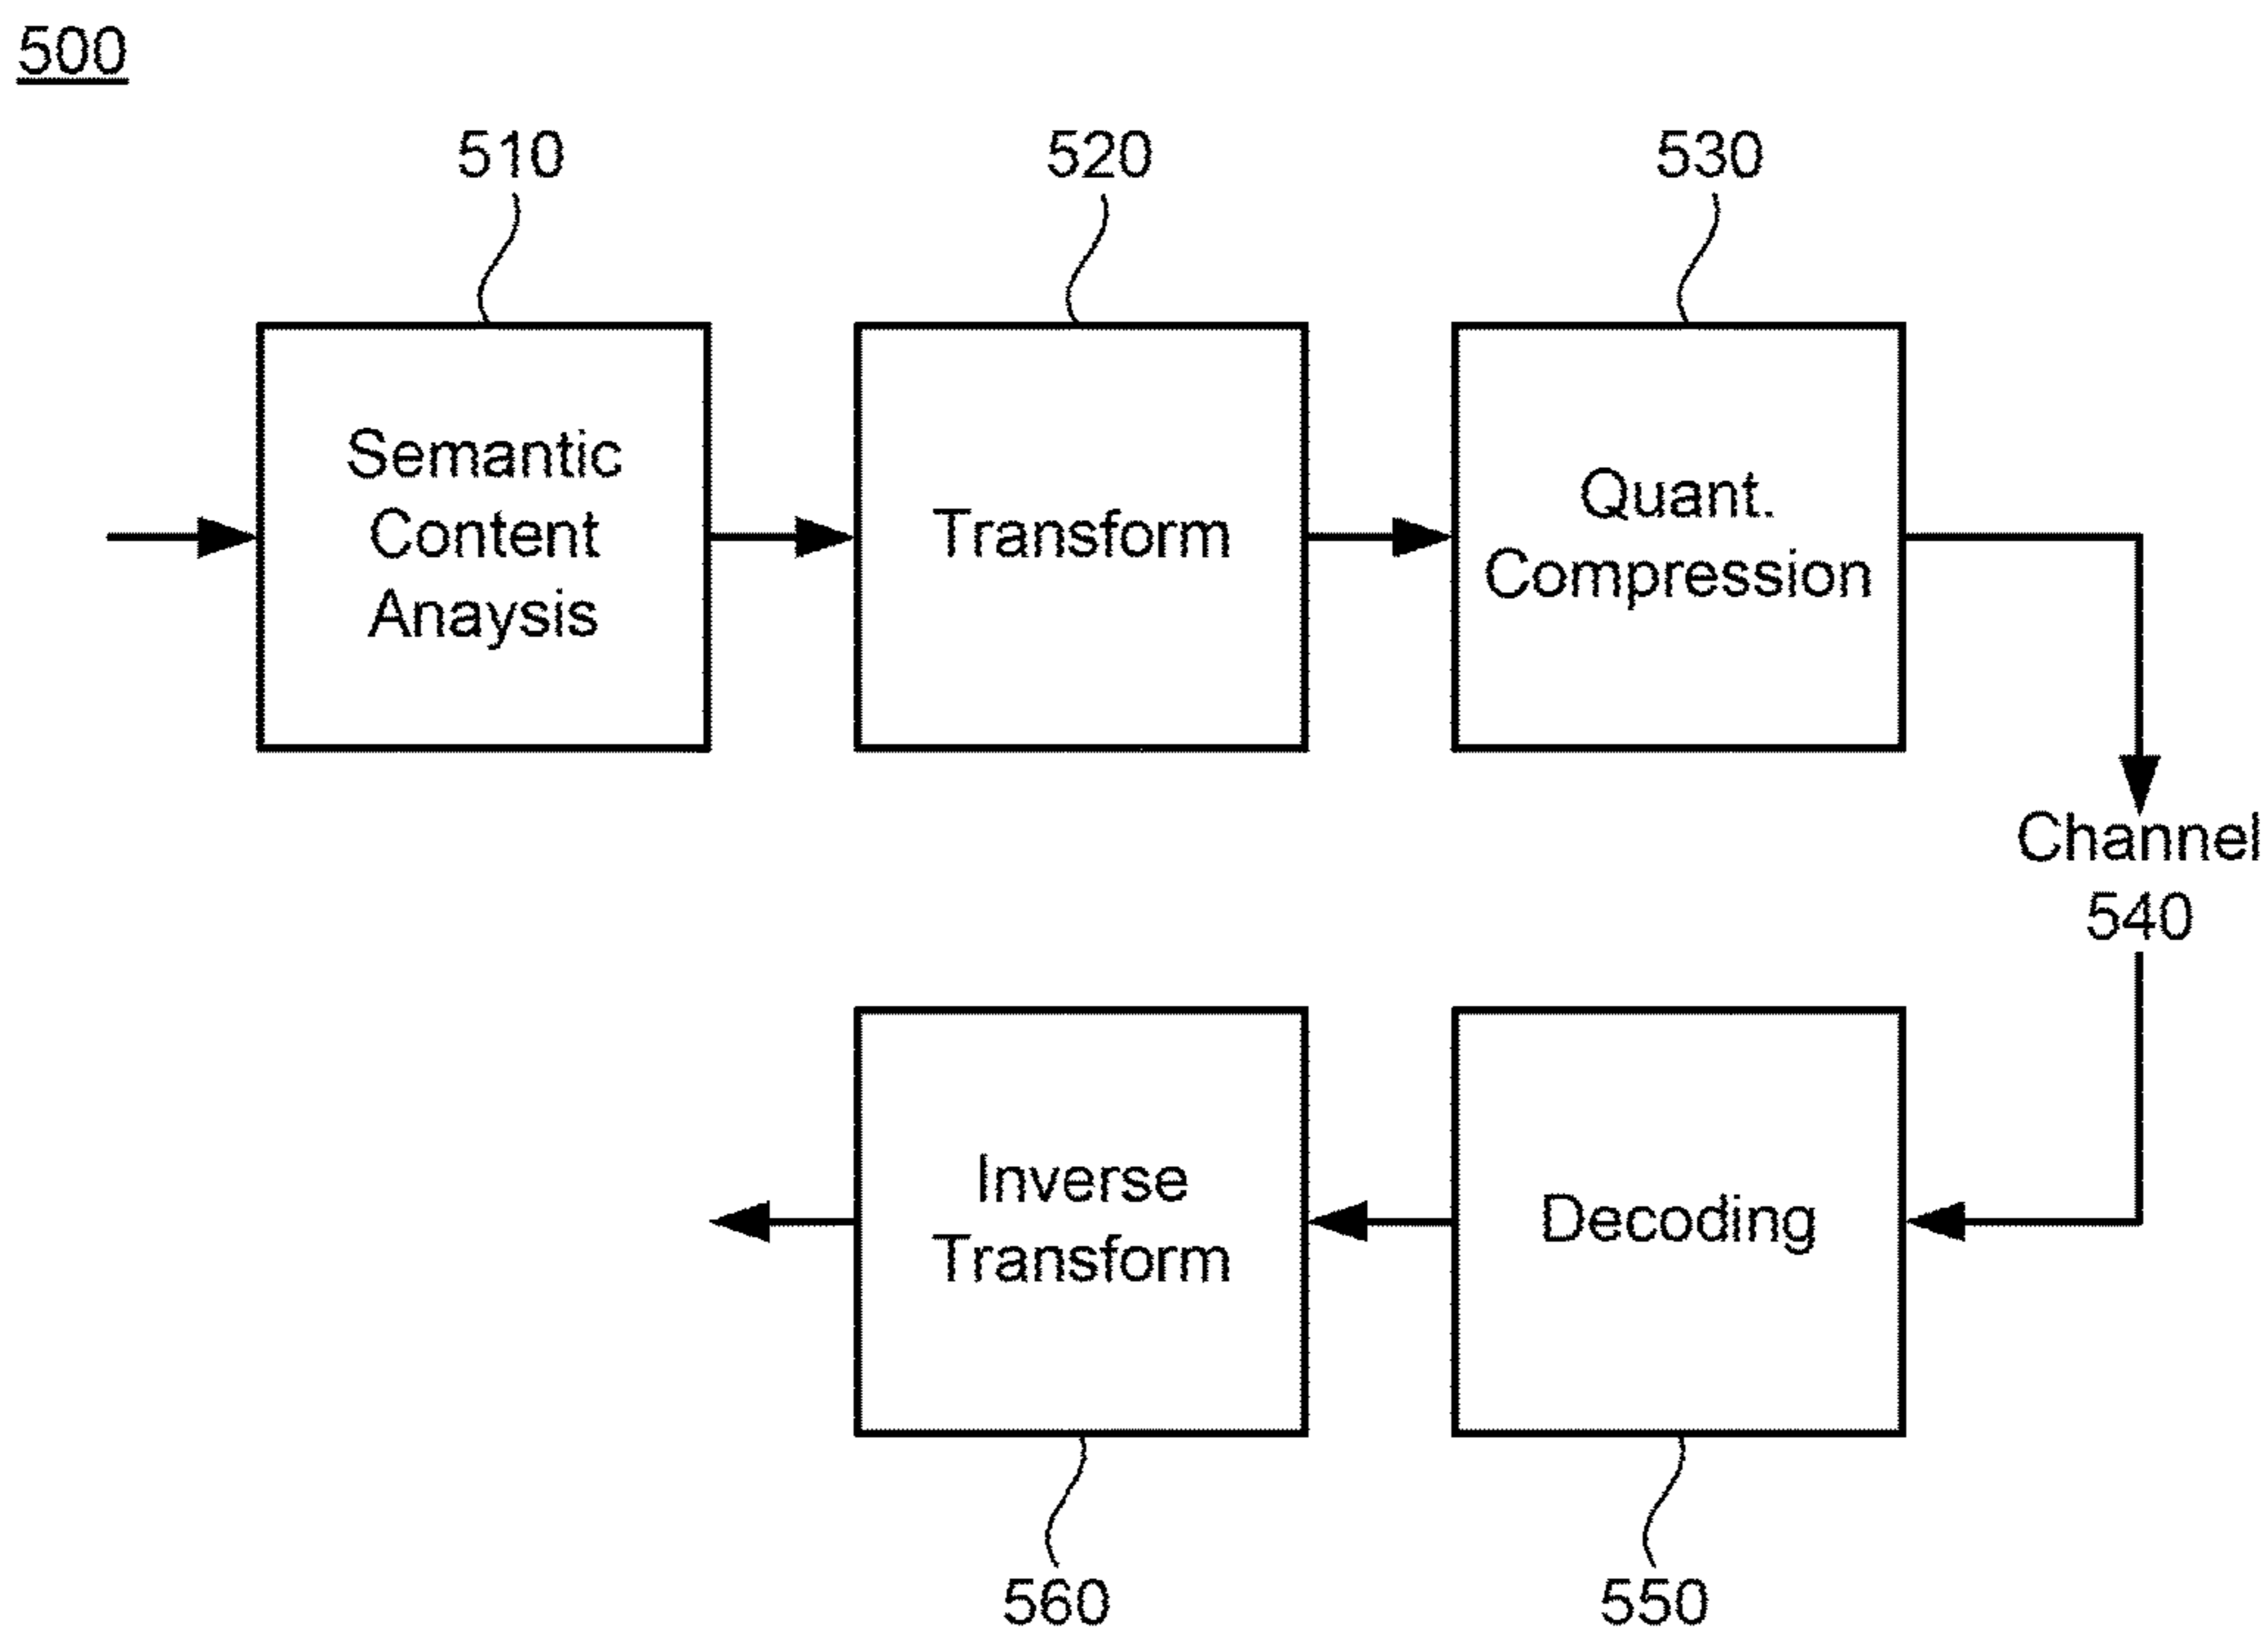 500
510
520
530
Semantic
Content
Anaysis
Transform
Quant.
Compression
Channel
540
Inverse
Transform
Decoding
560
550